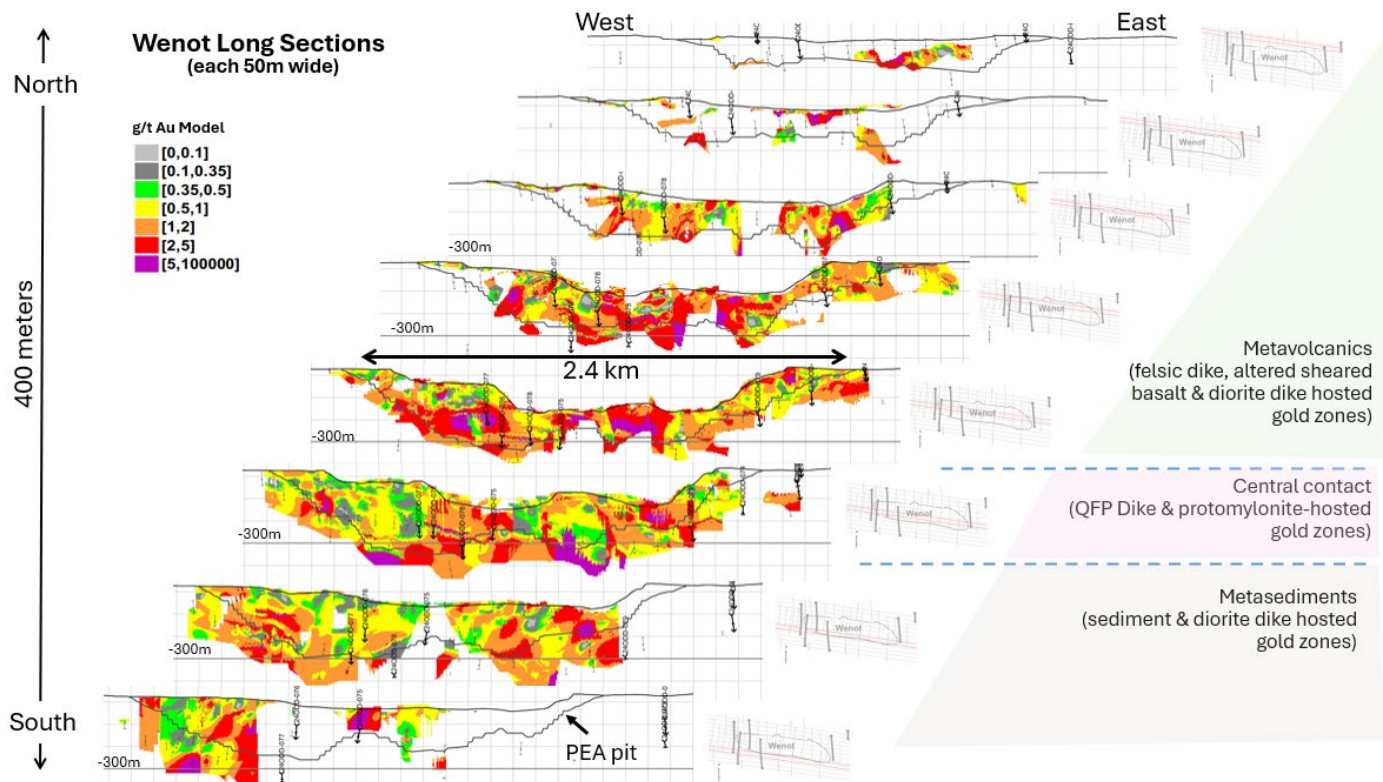 West
East
Wenot Long Sections
(each 50m wide)
North
g/t Au Model
[0,0.1]
[0.1,0.35]
[0.35,0.5]
[0.5,1]
[1,2]
[2,5]
[5,100000]
400 meters
Wenot
Wenot
Wenot
-300m
Wenot
-300m
2.4 km
Metavolcanics
(felsic dike, altered sheared
basalt & diorite dike hosted
gold zones)
Wenot
-300m
Central contact
(QFP Dike & protomylonite-hosted
gold zones)
Wenot
-300m
Metasediments
(sediment & diorite dike hosted
gold zones)
Wenot
-300m
South
PEA pit
Wenot
-300m